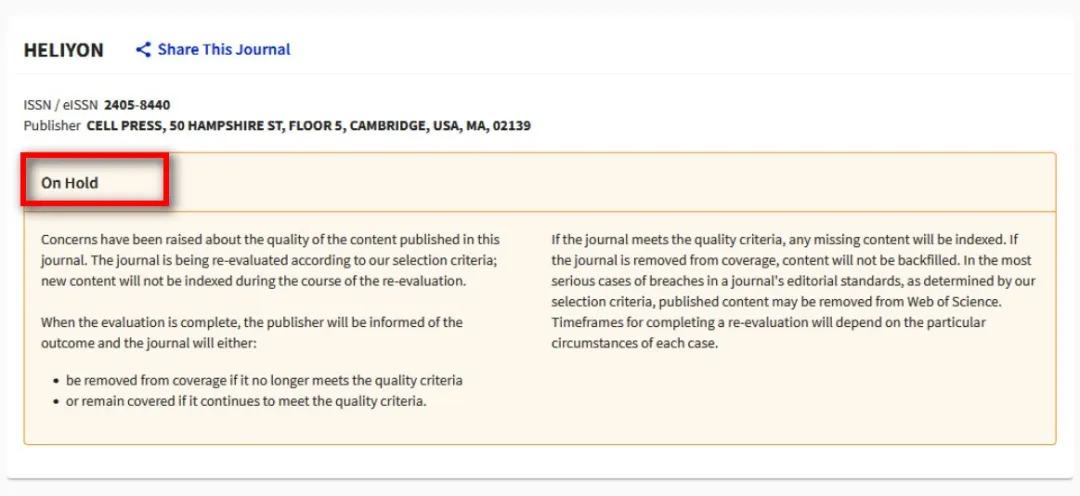 HELIYON Share This Journal
ISSN / eISSN 2405-8440
Publisher CELL PRESS, 50 HAMPSHIRE ST, FLOOR 5, CAMBRIDGE, USA, MA, 02139
On Hold
Concerns have been raised about the quality of the content published in this
journal. The journal is being re-evaluated according to our selection criteria;
new content will not be indexed during the course of the re-evaluation.
When the evaluation is complete, the publisher will be informed of the
outcome and the journal will either:
• be removed from coverage if it no longer meets the quality criteria
• or remain covered if it continues to meet the quality criteria.
If the journal meets the quality criteria, any missing content will be indexed. If
the journal is removed from coverage, content will not be backfilled. In the most
serious cases of breaches in a journal's editorial standards, as determined by our
selection criteria, published content may be removed from Web of Science.
Timeframes for completing a re-evaluation will depend on the particular
circumstances of each case.